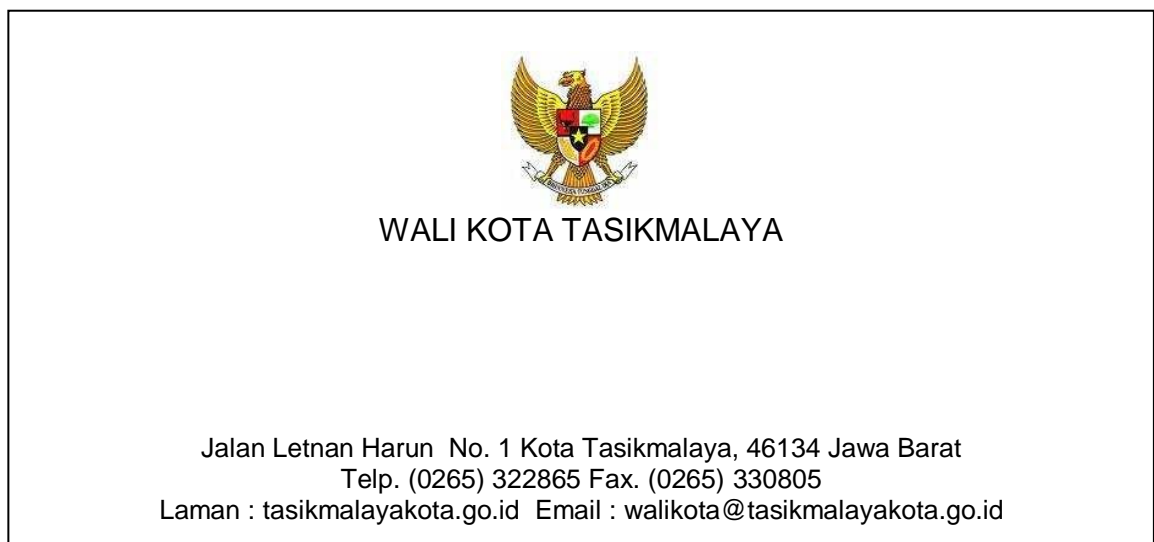 WALI KOTA TASIKMALAYA
Jalan Letnan Harun  No. 1 Kota Tasikmalaya, 46134 Jawa Barat
Telp. (0265) 322865 Fax. (0265) 330805
Laman : tasikmalayakota.go.id  Email : walikota@tasikmalayakota.go.id